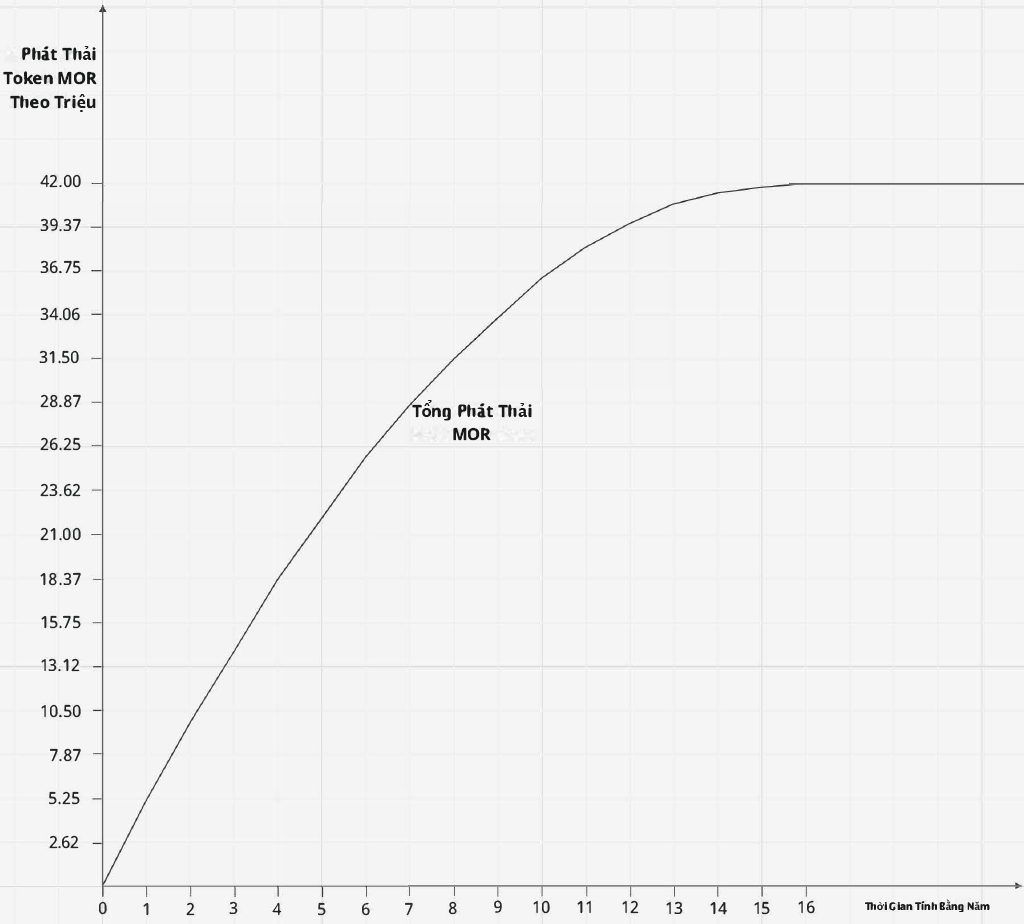 Phát Thải
Token MOR
Theo Triệu
42.00
39.37
36.75
34.06
31.50
28.87
Tổng Phát Thải
MOR
26.25
23.62
21.00
18.37
15.75
13.12
10.50
7.87
5.25
2.62
0 1 2 3 4 5 6 7 8 9 10 11 12 13 14 15 16 Thời Gian Tính Bằng Năm